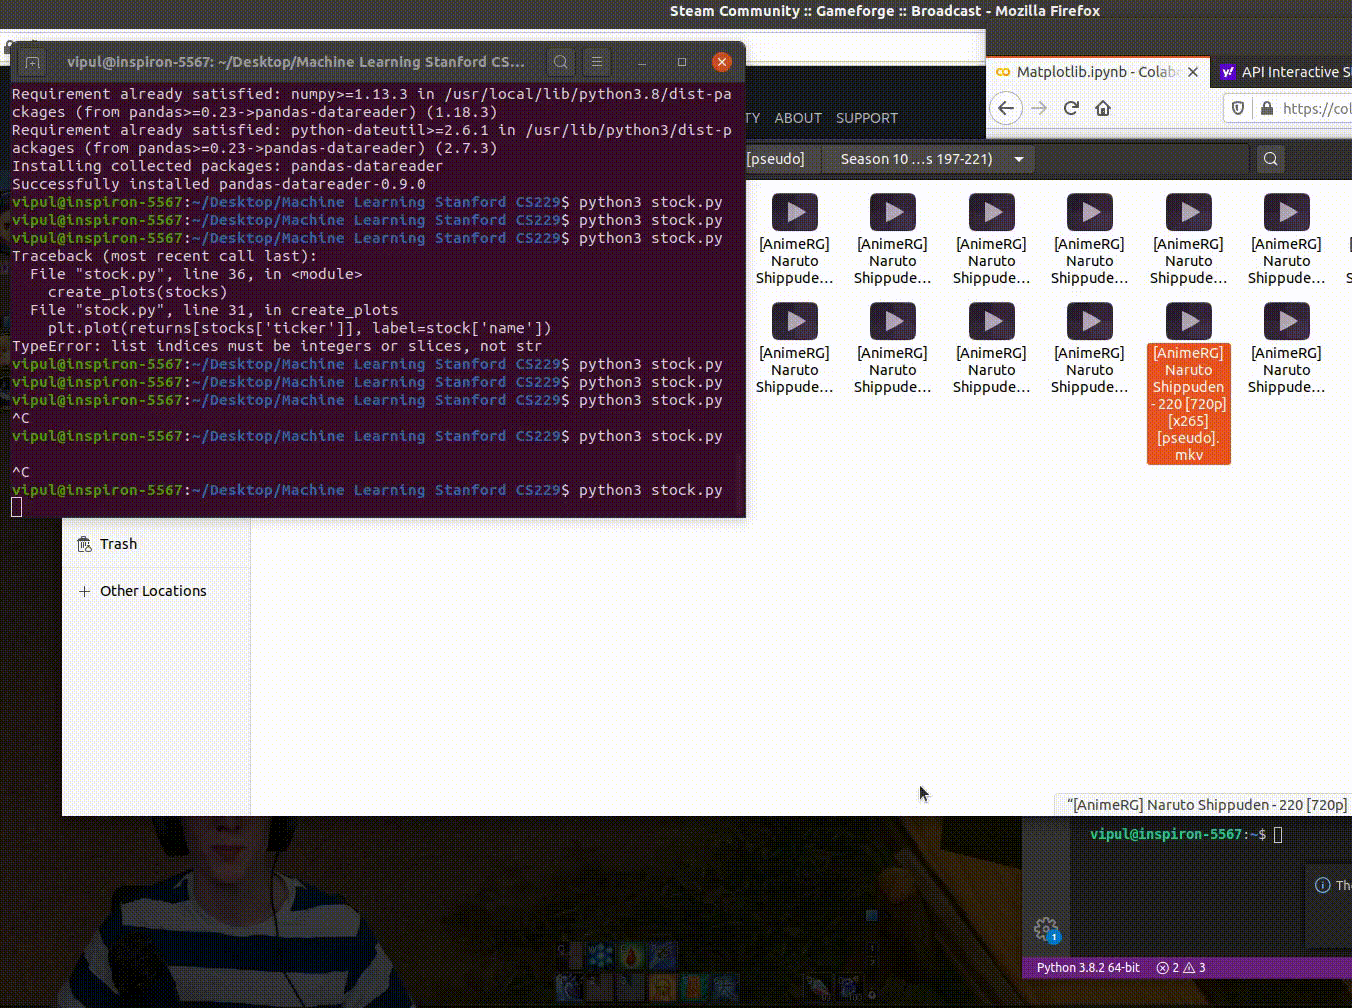 Steam Community :: Gameforge :: Broadcast - Mozilla Firefox
vipul@inspiron-5567: ~/Desktop/Machine Learning Stanford CS...
Requirement already satisfied: numpy>=1.13.3 in /usr/local/lib/python3.8/dist-pa
ckages (from pandas>=0.23->pandas-datareader) (1.18.3)
Requirement already satisfied: python-dateutil>=2.6.1 in /usr/lib/python3/dist-p
ackages (from pandas>=0.23->pandas-datareader) (2.7.3)
Installing collected packages: pandas-datareader
Successfully installed pandas-datareader-0.9.0
vipul@inspiron-5567:~/Desktop/Machine Learning Stanford CS229$ python3 stock.py
vipul@inspiron-5567:~/Desktop/Machine Learning Stanford CS229$ python3 stock.py
vipul@inspiron-5567:~/Desktop/Machine Learning Stanford CS229$ python3 stock.py
Traceback (most recent call last):
File "stock.py", line 36, in <module>
create_plots(stocks)
File "stock.py", line 31, in create_plots
plt.plot(returns[stocks['ticker']], label=stock['name'])
TypeError: list indices must be integers or slices, not str
vipul@inspiron-5567:~/Desktop/Machine Learning Stanford CS229$ python3 stock.py
vipul@inspiron-5567:~/Desktop/Machine Learning Stanford CS229$ python3 stock.py
vipul@inspiron-5567:~/Desktop/Machine Learning Stanford CS229$ python3 stock.py
^C
vipul@inspiron-5567:~/Desktop/Machine Learning Stanford CS229$ python3 stock.py
^C
vipul@inspiron-5567:~/Desktop/Machine Learning Stanford CS229$ python3 stock.py
Matplotlib.ipynb - Colab
API Interactive S
https://col
TY ABOUT SUPPORT
[pseudo] Season 10 ...s 197-221)
[AnimeRG] [AnimeRG] [AnimeRG] [AnimeRG] [AnimeRG] [AnimeRG]
Naruto Naruto Naruto Naruto Naruto Naruto
Shippude... Shippude... Shippude... Shippude... Shippude... Shippude...
[AnimeRG] [AnimeRG] [AnimeRG] [AnimeRG] [AnimeRG] [AnimeRG]
Naruto Naruto Naruto Naruto Naruto Naruto
Shippude... Shippude... Shippude... Shippude... Shippuden Shippude...
- 220 [720p]
[x265]
[pseudo].
mkv
Trash
Other Locations
"[AnimeRG] Naruto Shippuden - 220 [720p]
vipul@inspiron-5567:~$
The
1
Python 3.8.2 64-bit 2 3